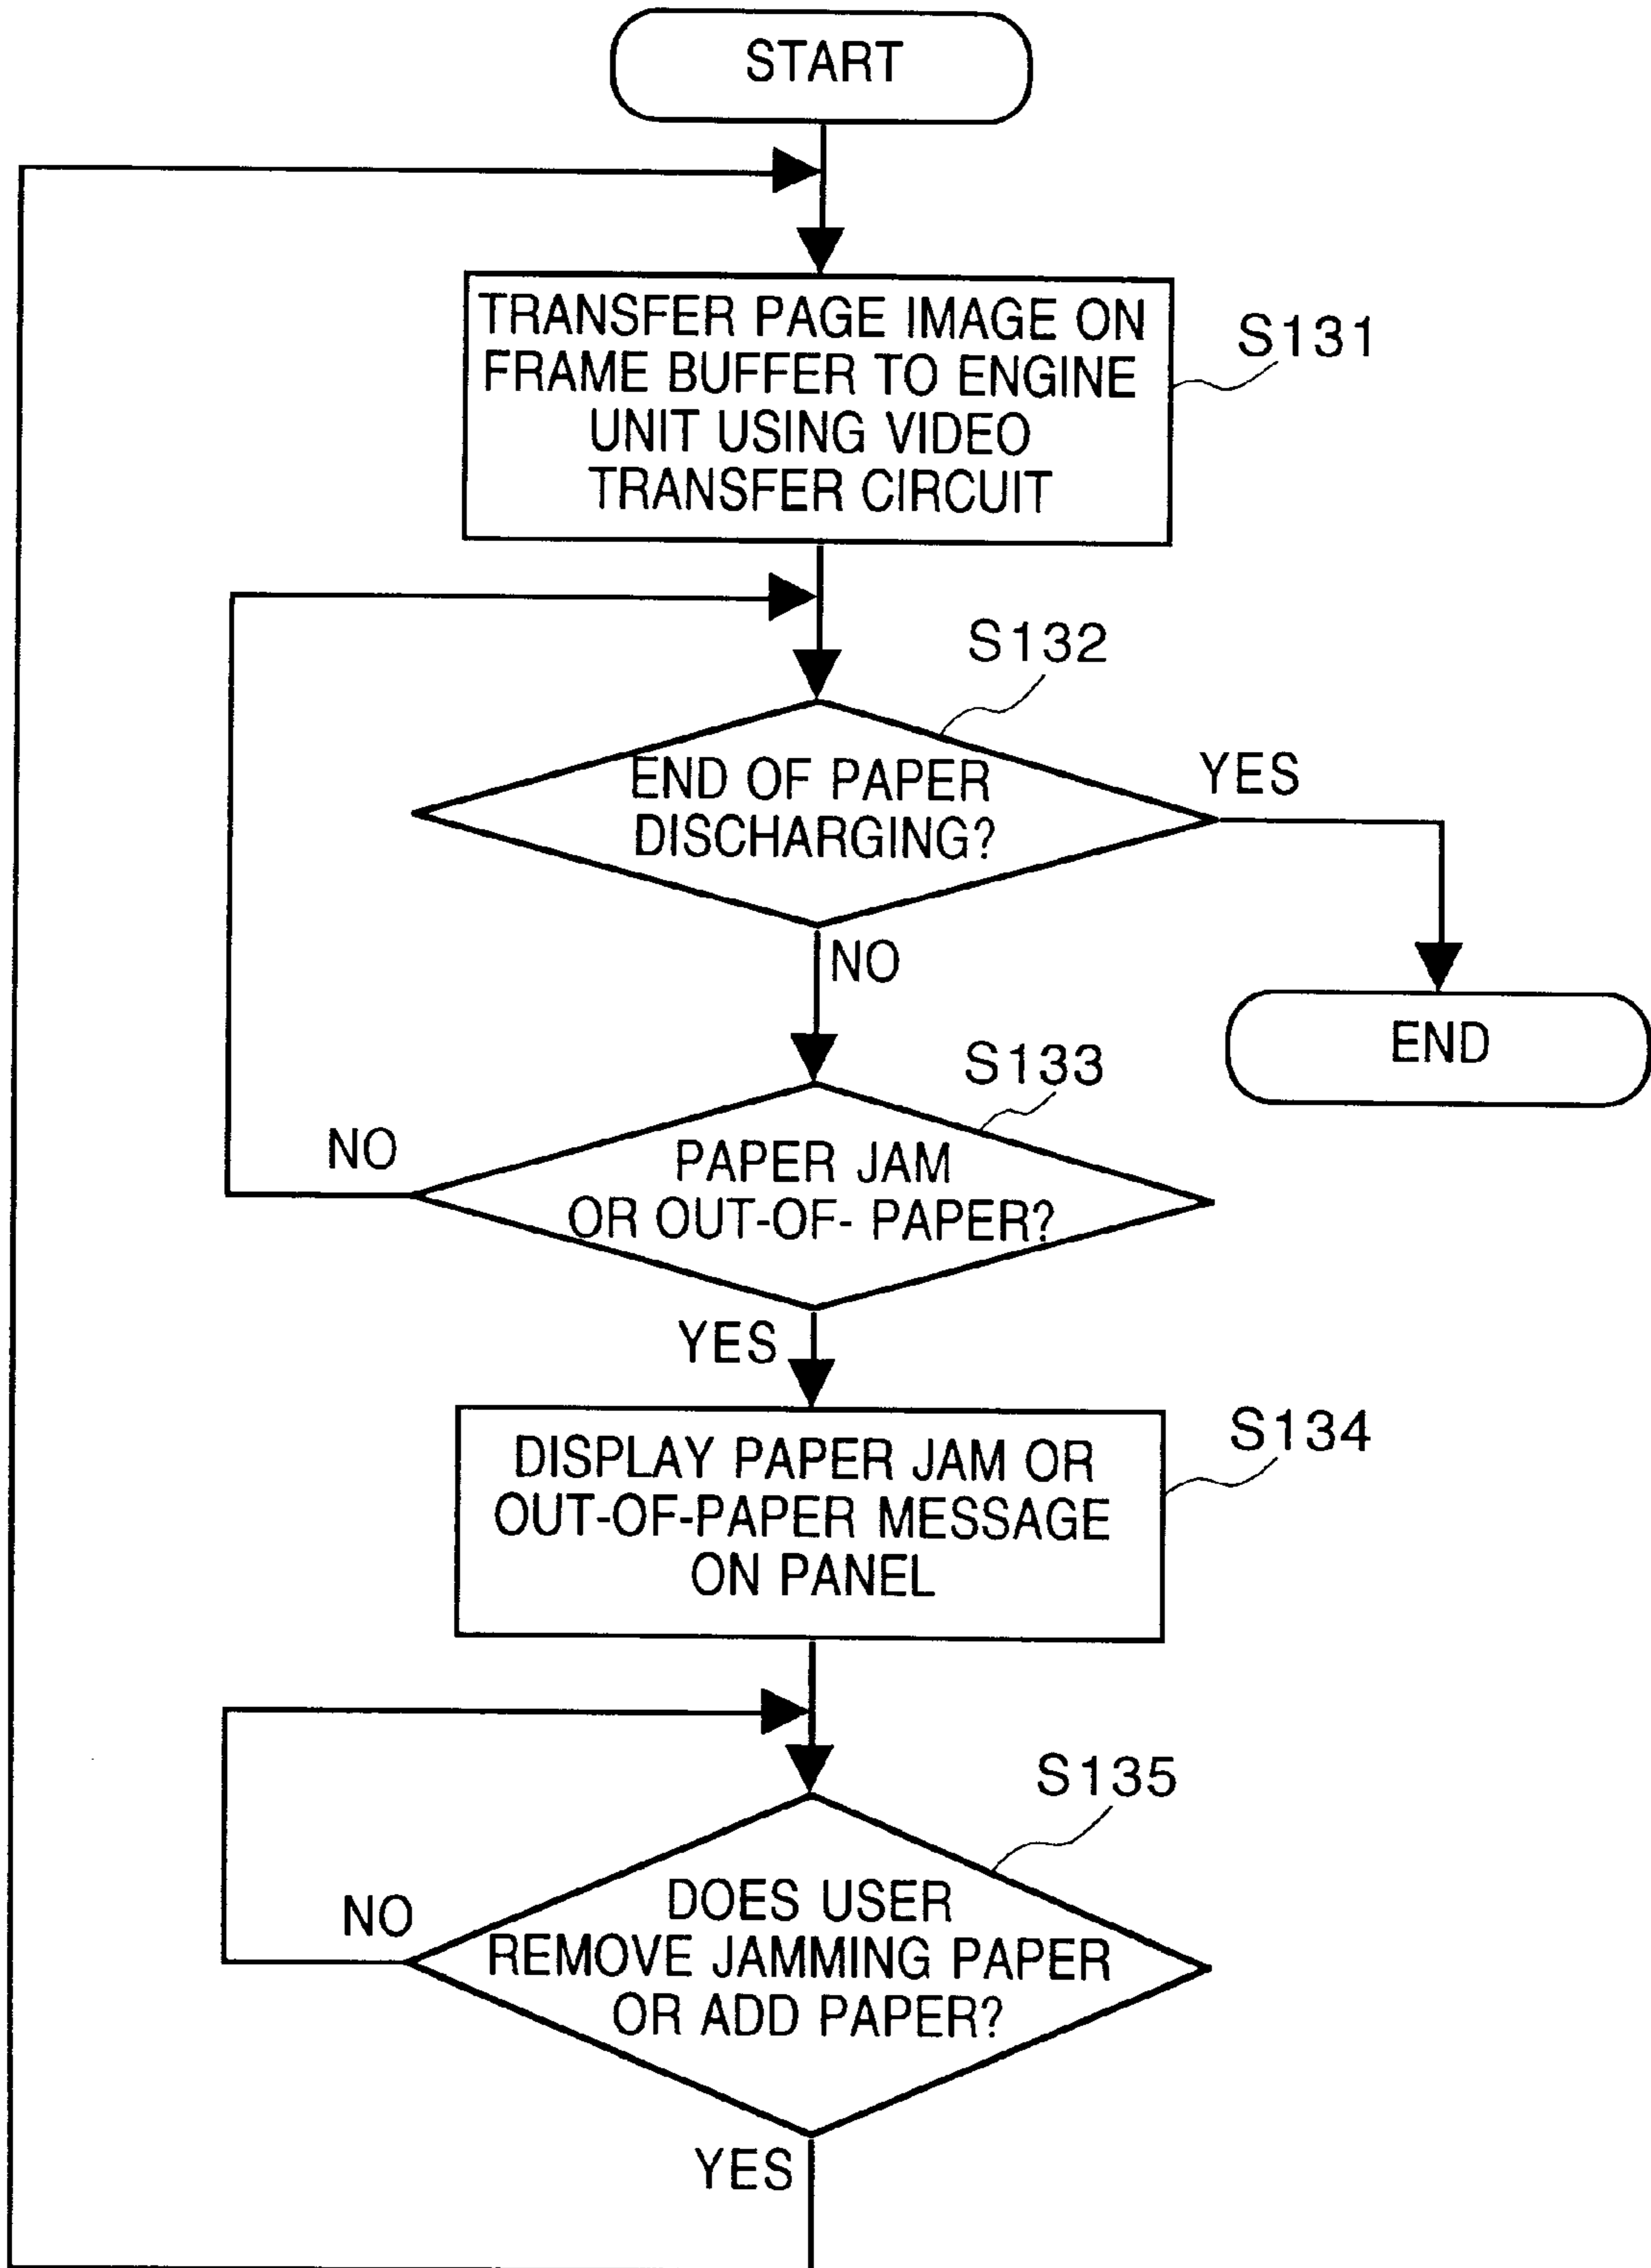 START
TRANSFER PAGE IMAGE ON
FRAME BUFFER TO ENGINE
UNIT USING VIDEO
TRANSFER CIRCUIT
S131
S132
END OF PAPER
DISCHARGING?
YES
NO
END
S133
PAPER JAM
OR OUT-OF- PAPER?
NO
YES
S134
DISPLAY PAPER JAM OR
OUT-OF-PAPER MESSAGE
ON PANEL
S135
DOES USER
REMOVE JAMMING PAPER
OR ADD PAPER?
NO
YES